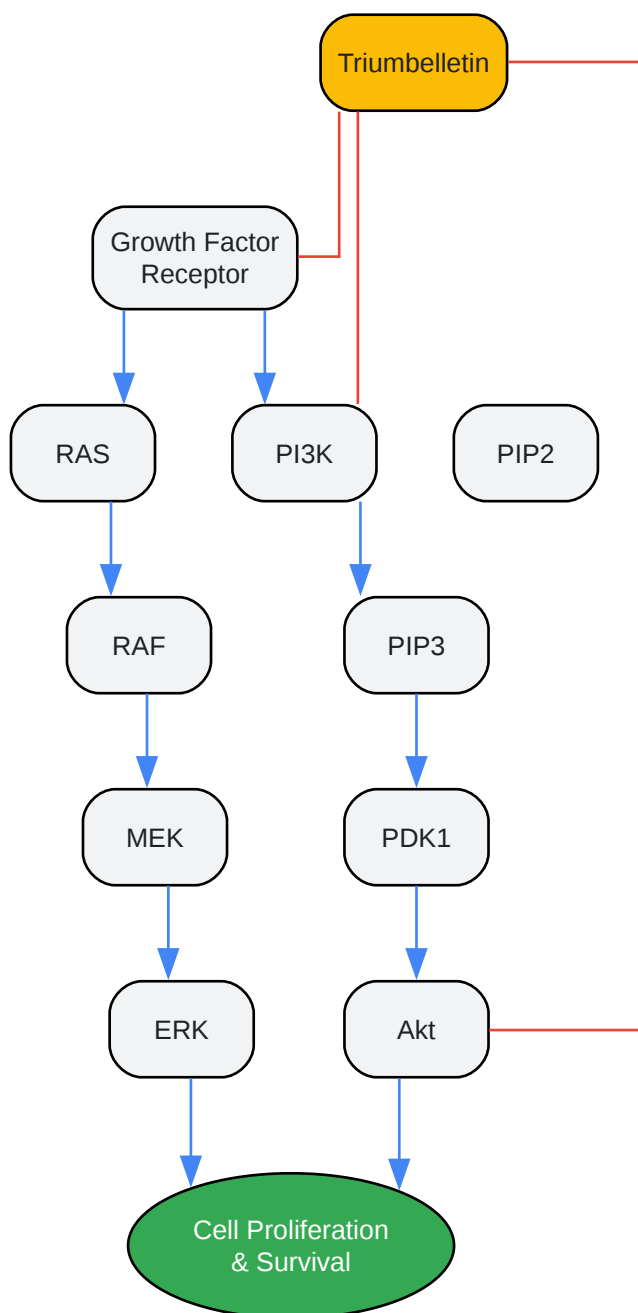 Triumbelletin
Growth Factor
Receptor
RAS
PI3K
PIP2
RAF
PIP3
MEK
PDK1
ERK
Akt
Cell Proliferation
& Survival